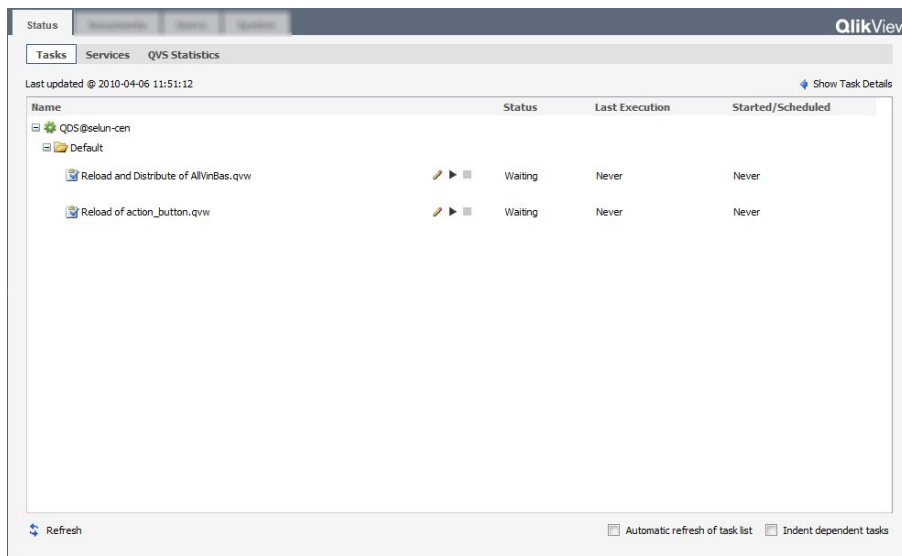 Status
QlikView
Tasks Services QVS Statistics
Last updated @ 2010-04-06 11:51:12 Show Task Details
Name Status Last Execution Started/Scheduled
QDS@selun-cen
Default
Reload and Distribute of AllVinBas.qvw Waiting Never Never
Reload of action_button.qvw Waiting Never Never
Refresh Automatic refresh of task list Indent dependent tasks